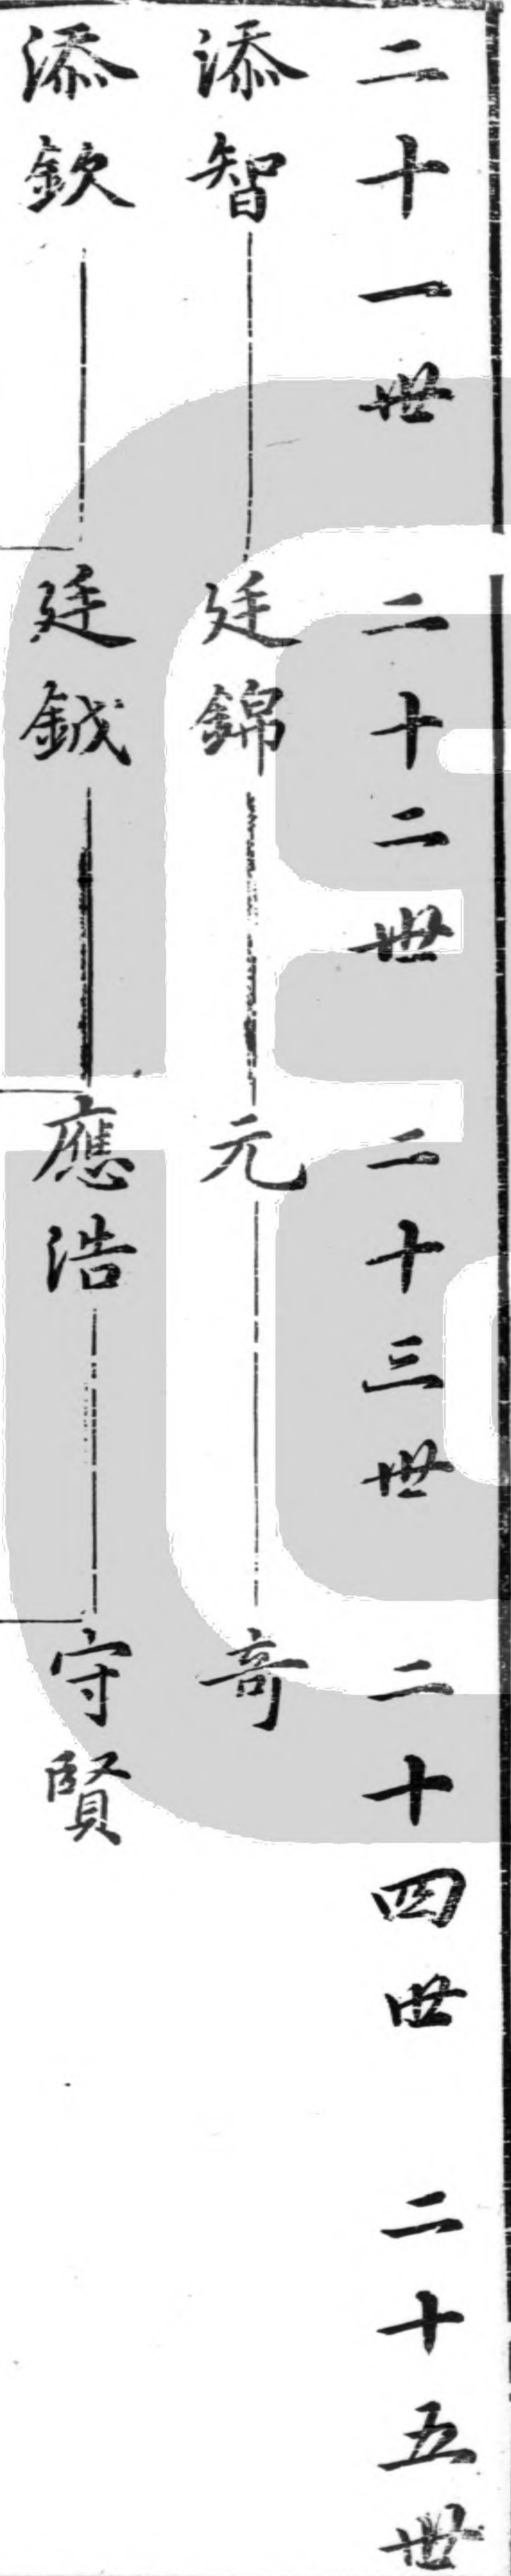 二十一世 二十二世 二十三世 二十四世 二十五世
添智 廷錦 元 竒
添欽 廷鉞 應浩 守賢